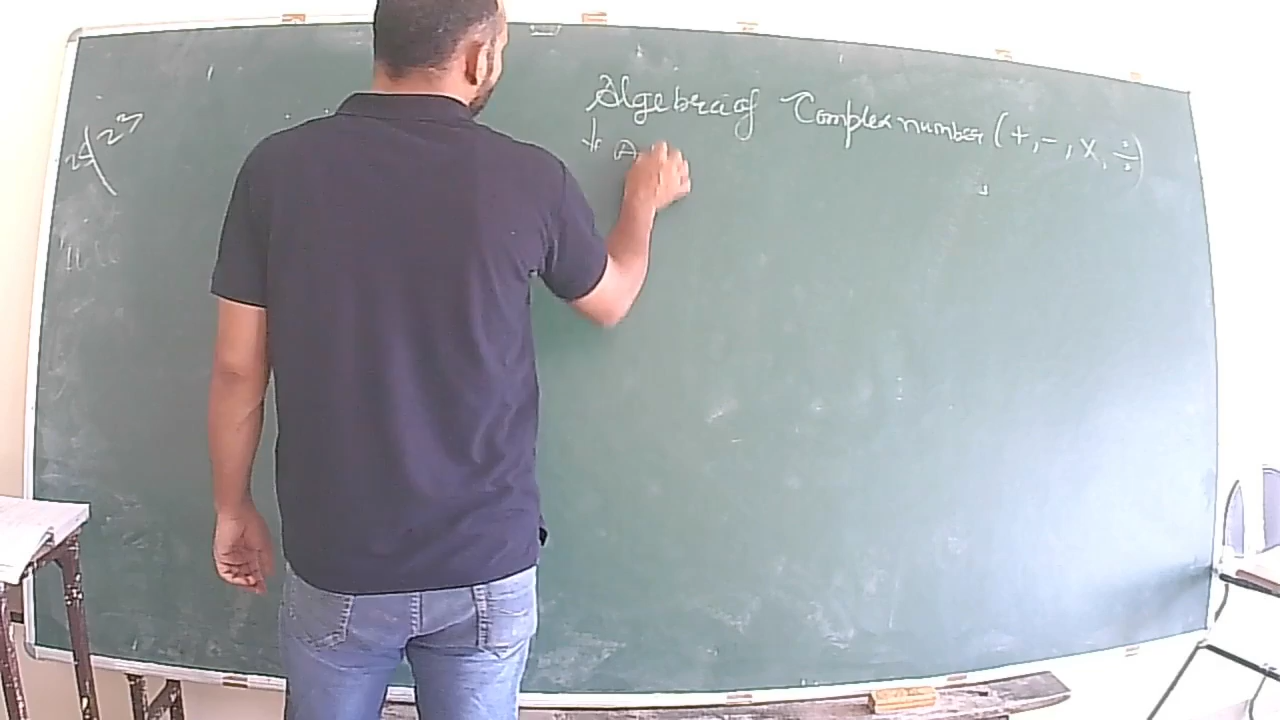 Algebra of Complex number (+, -, ×, ÷)
* A